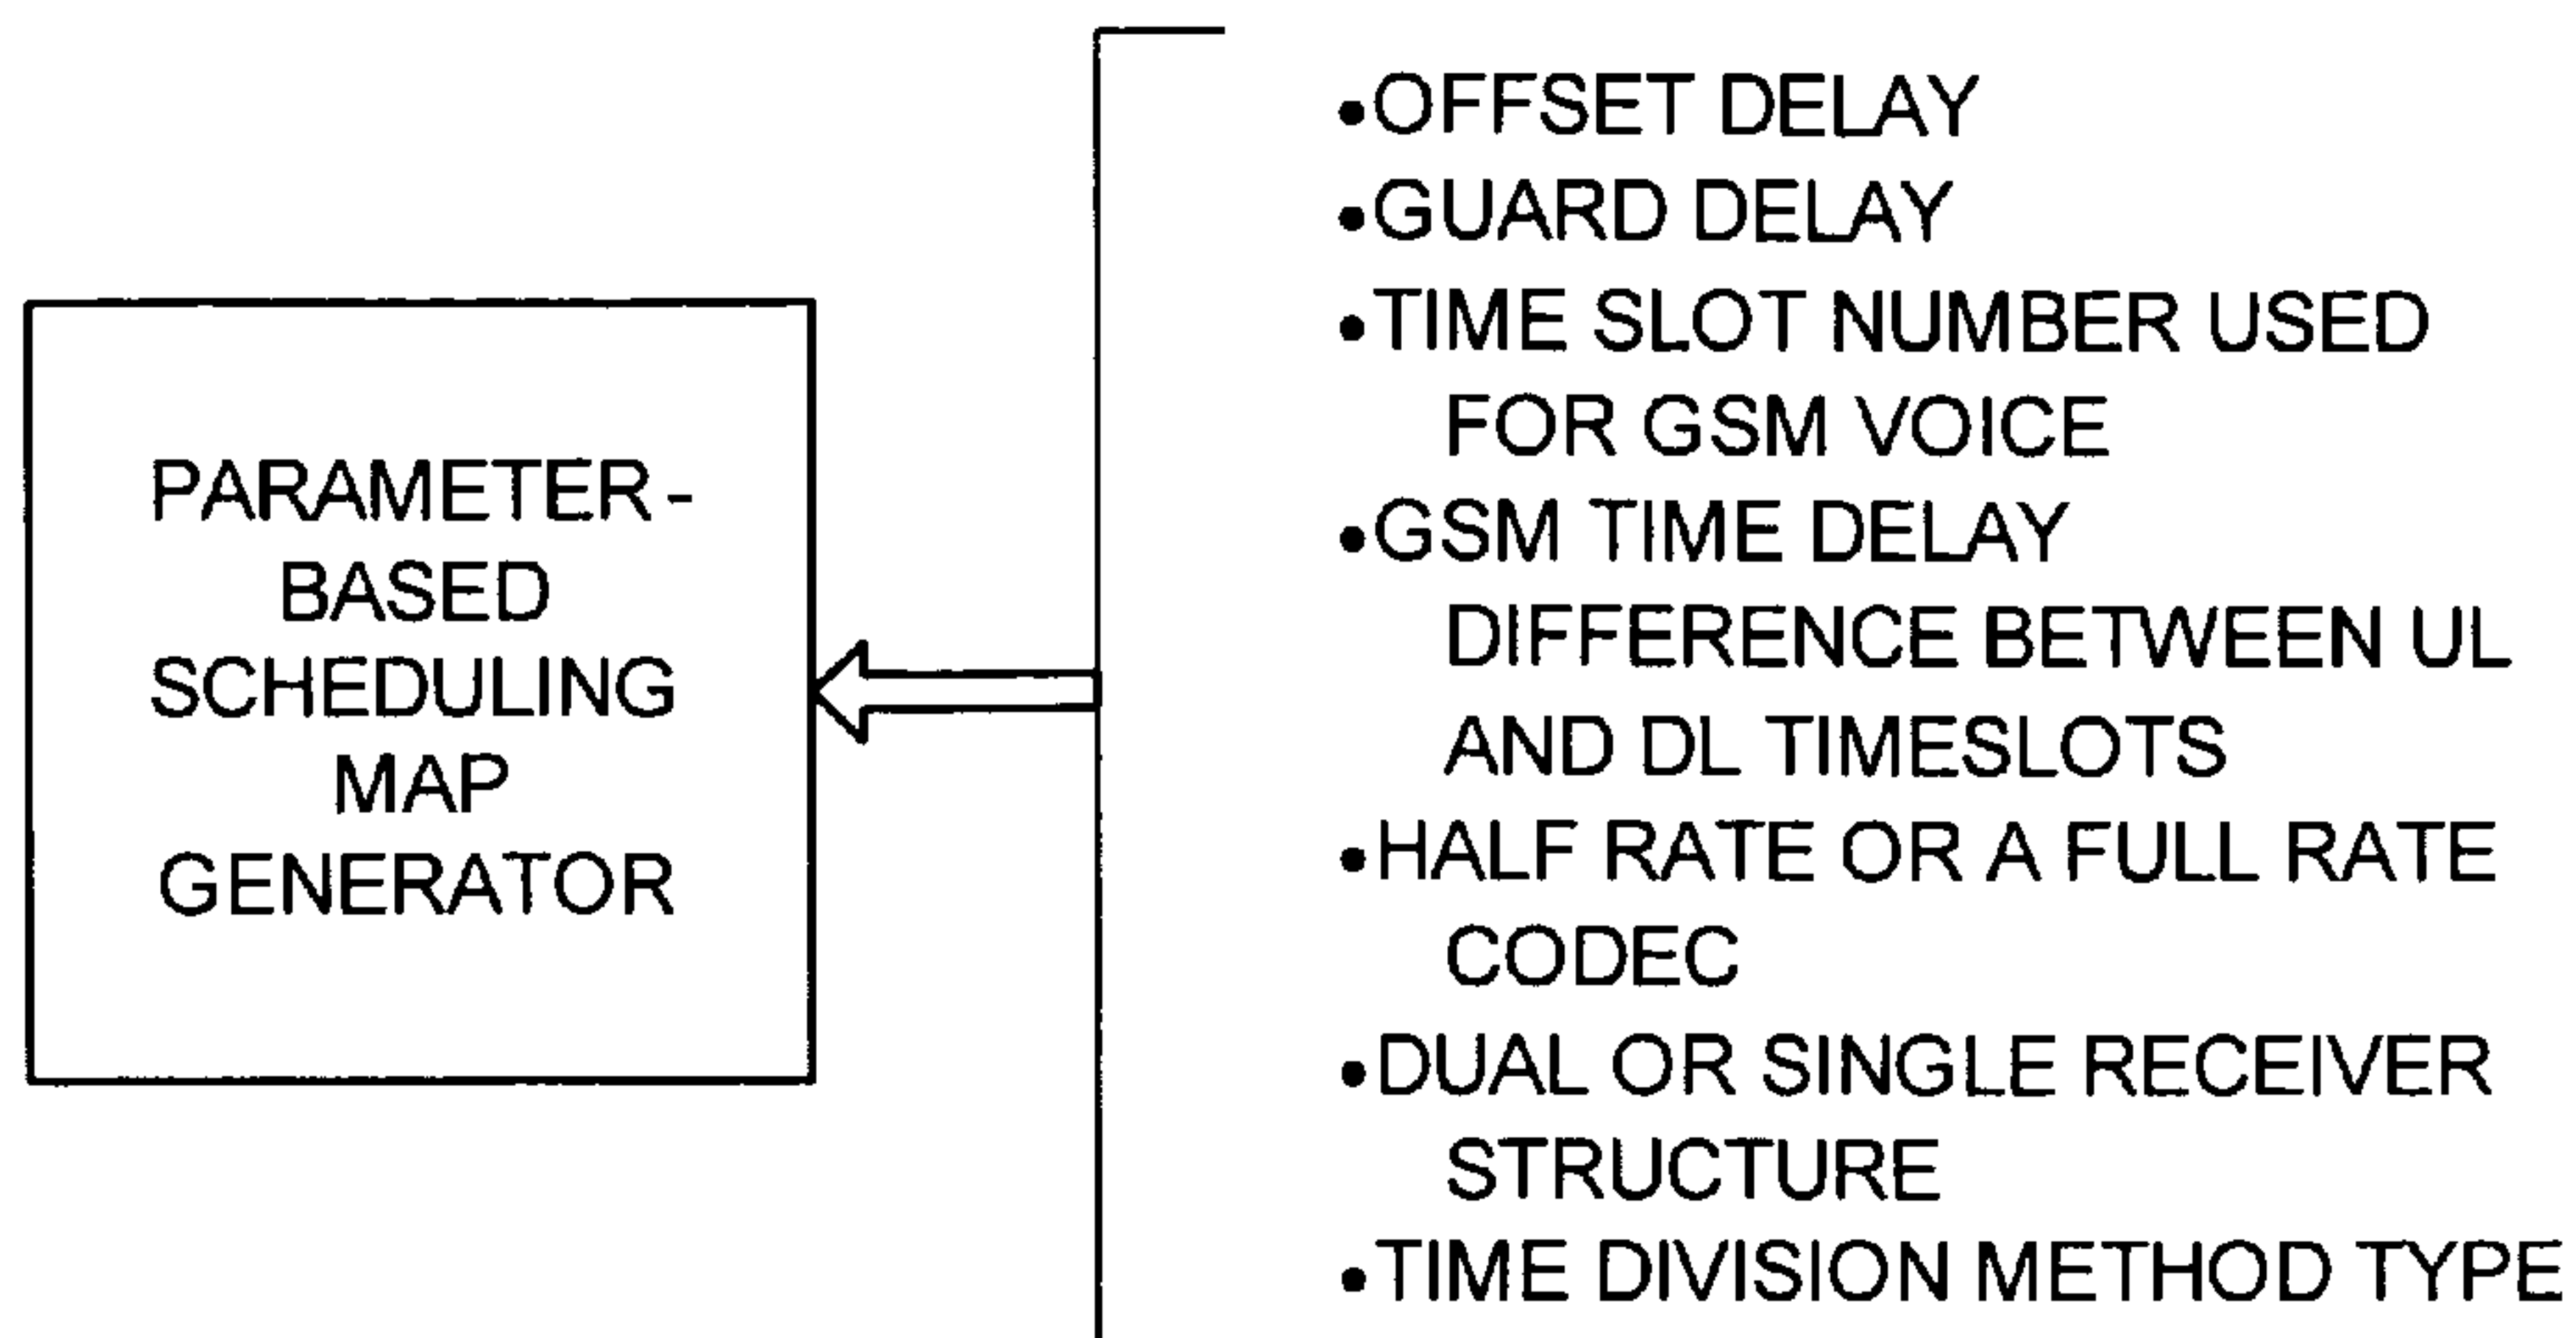 PARAMETER-
BASED
SCHEDULING
MAP
GENERATOR
•OFFSET DELAY
•GUARD DELAY
•TIME SLOT NUMBER USED
FOR GSM VOICE
•GSM TIME DELAY
DIFFERENCE BETWEEN UL
AND DL TIMESLOTS
•HALF RATE OR A FULL RATE
CODEC
•DUAL OR SINGLE RECEIVER
STRUCTURE
•TIME DIVISION METHOD TYPE